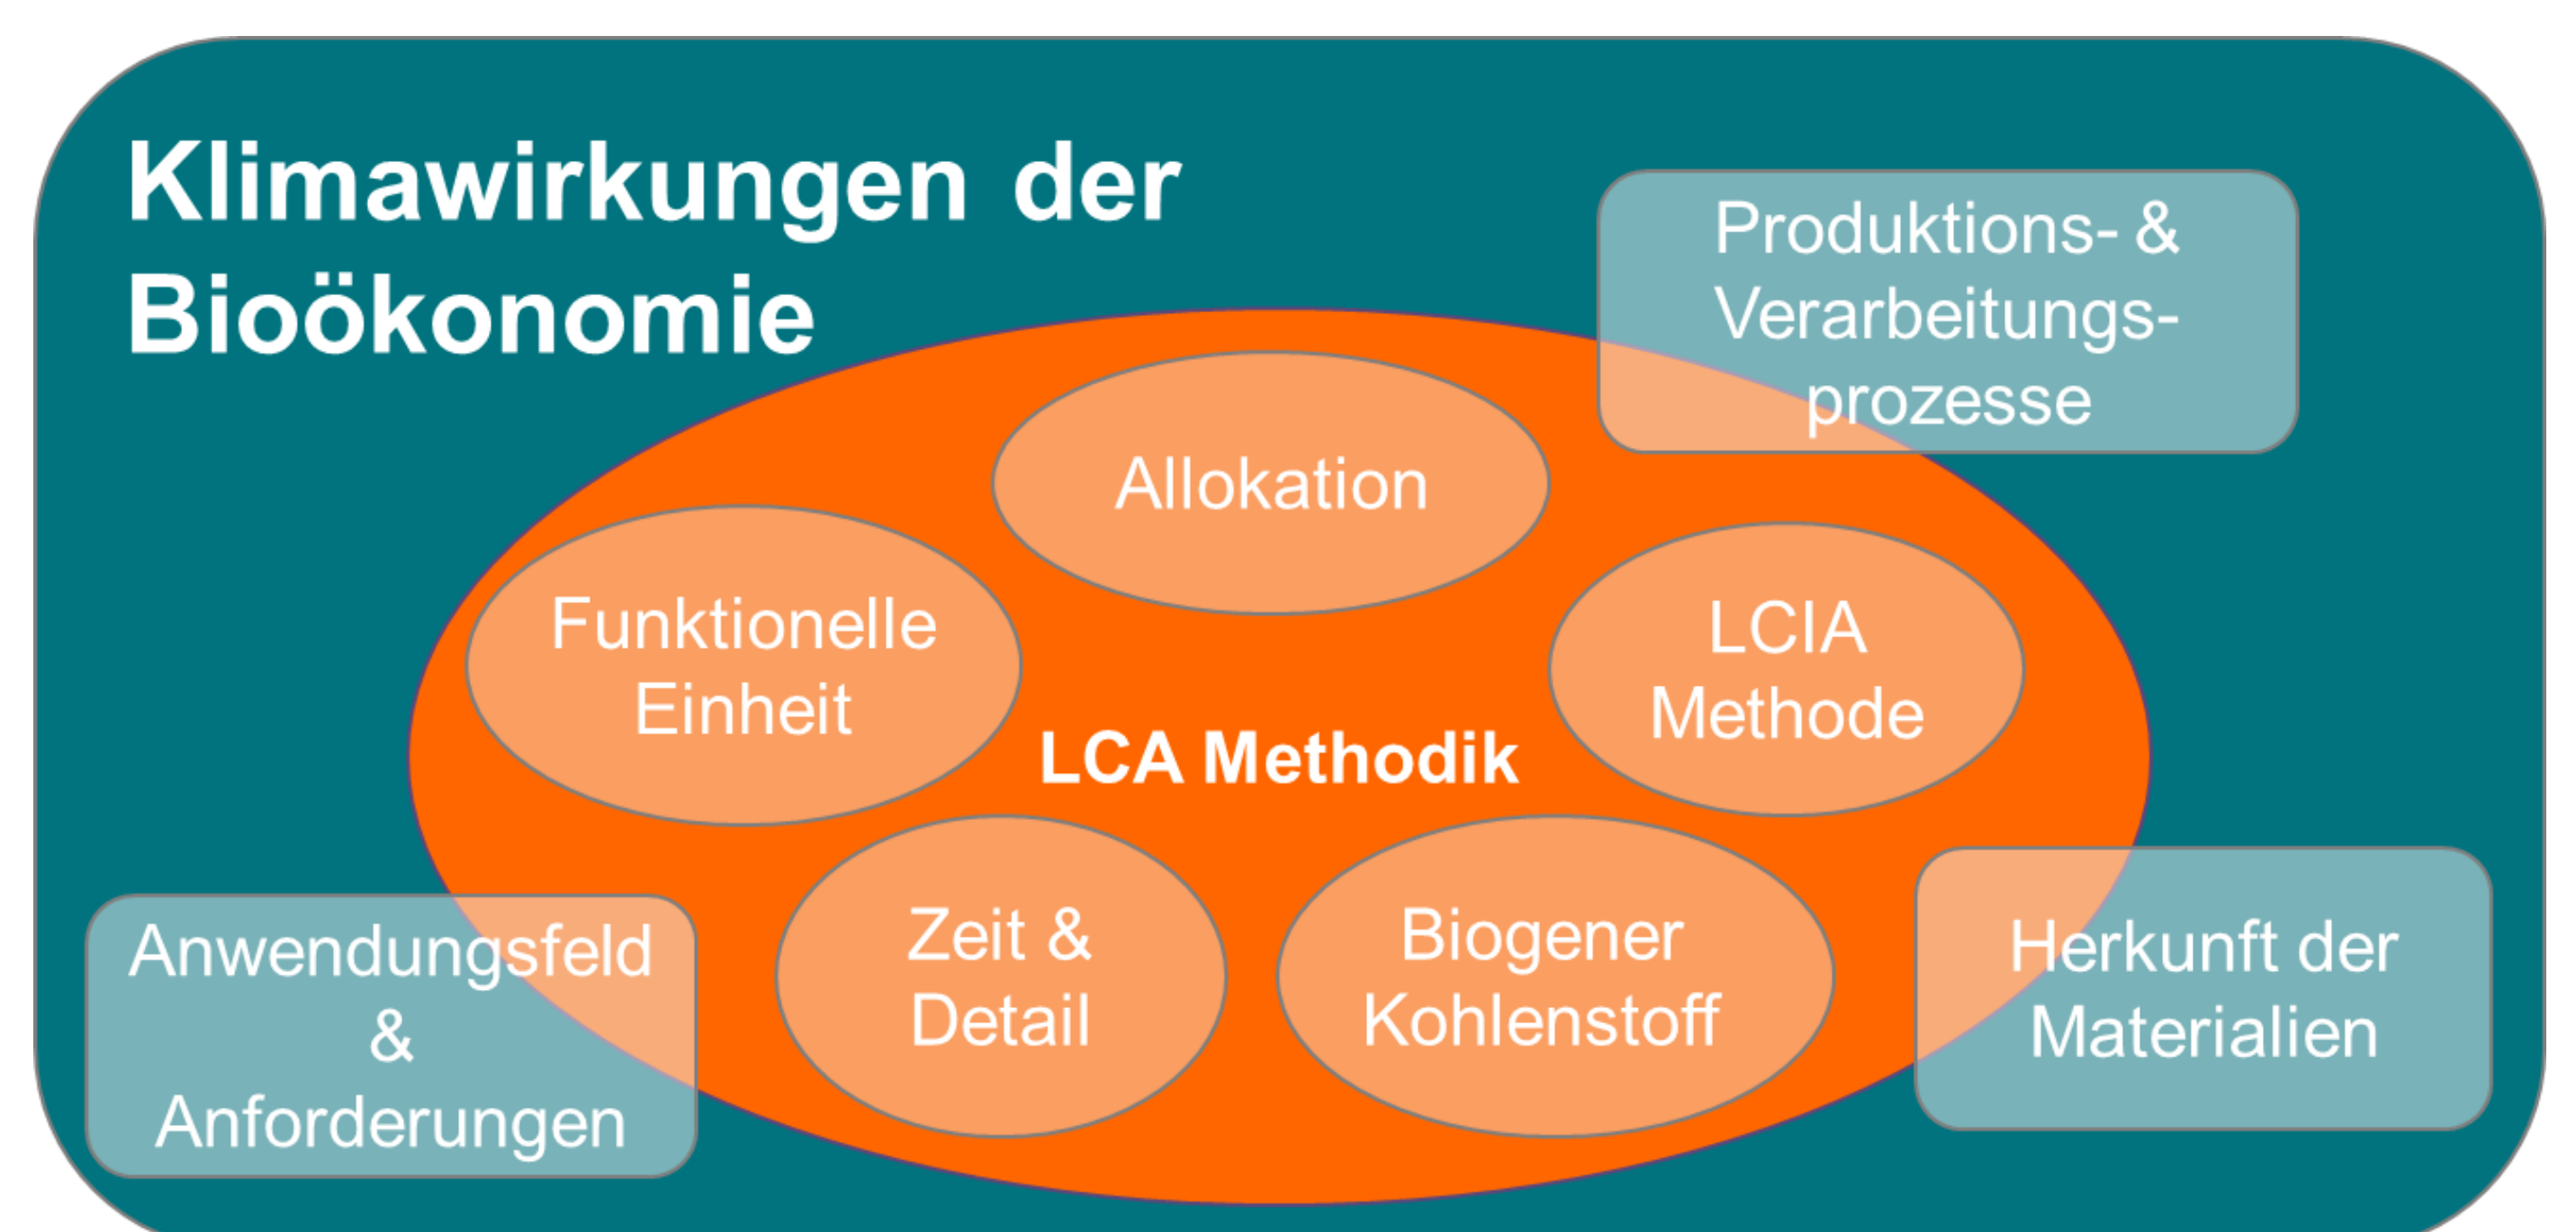 Klimawirkungen der
Bioökonomie
Produktions- &
Verarbeitungs-
prozesse
Allokation
Funktionelle
Einheit
LCIA
Methode
LCA Methodik
Zeit &
Detail
Biogener
Kohlenstoff
Anwendungsfeld
&
Anforderungen
Herkunft der
Materialien